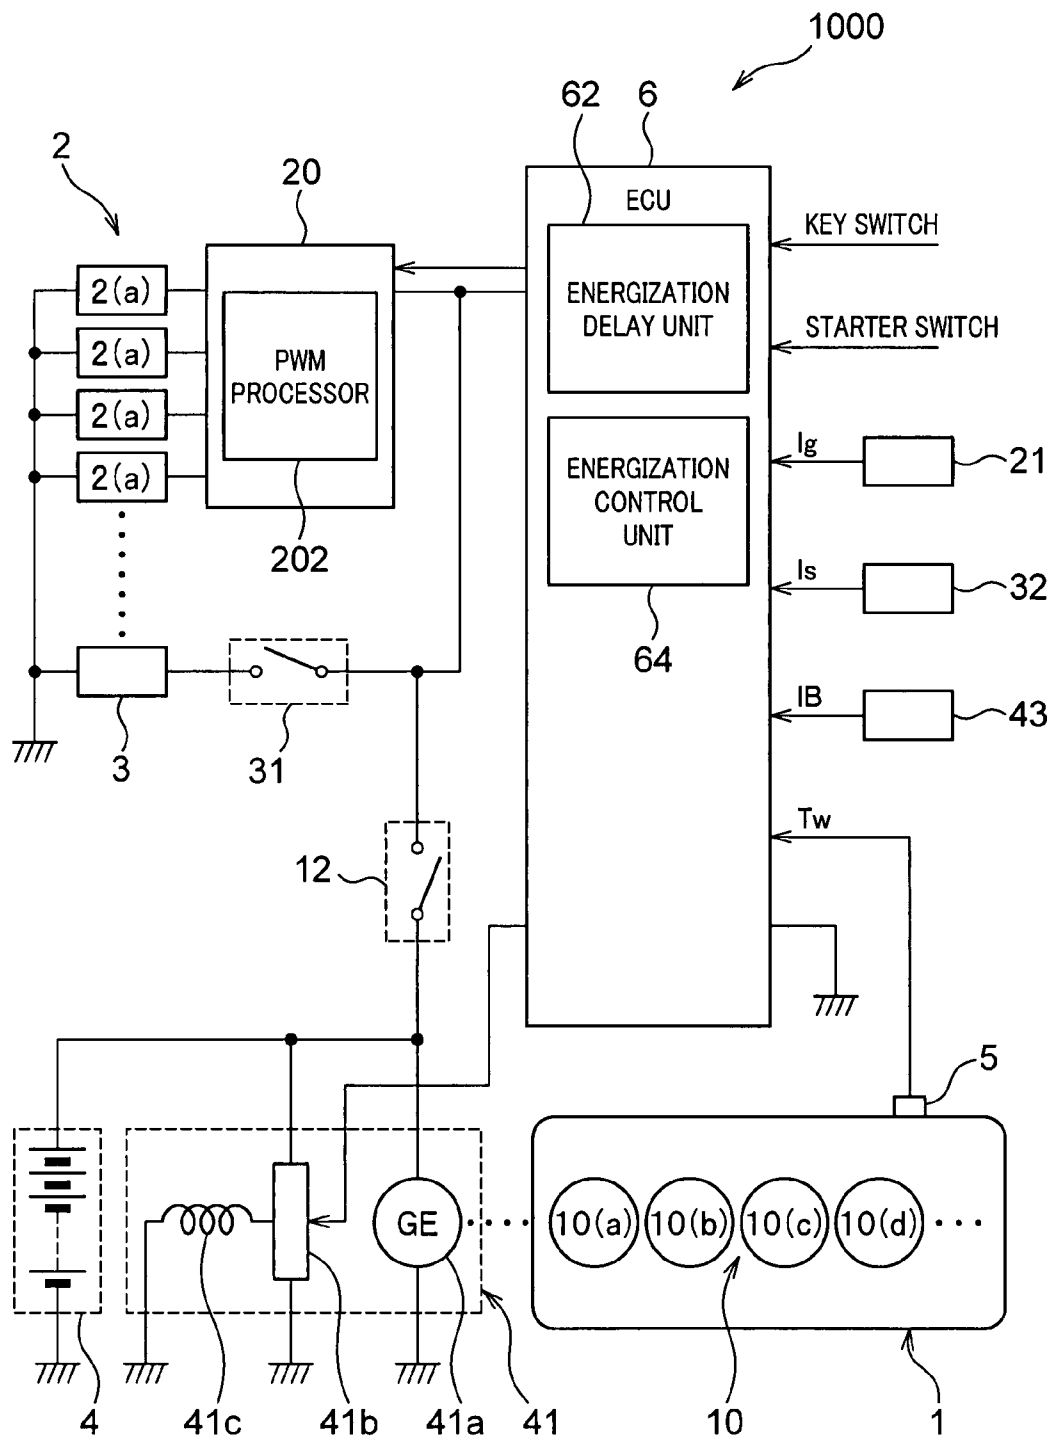 1000
62
6
2
20
ECU
KEY SWITCH
2(a)
ENERGIZATION
DELAY UNIT
STARTER SWITCH
2(a)
PWM
PROCESSOR
2(a)
Ig
21
2(a)
ENERGIZATION
CONTROL
UNIT
202
Is
32
64
3
31
IB
43
Tw
12
5
GE
10(a)
10(b)
10(c)
10(d)
4
41c
41b
41a
41
10
1